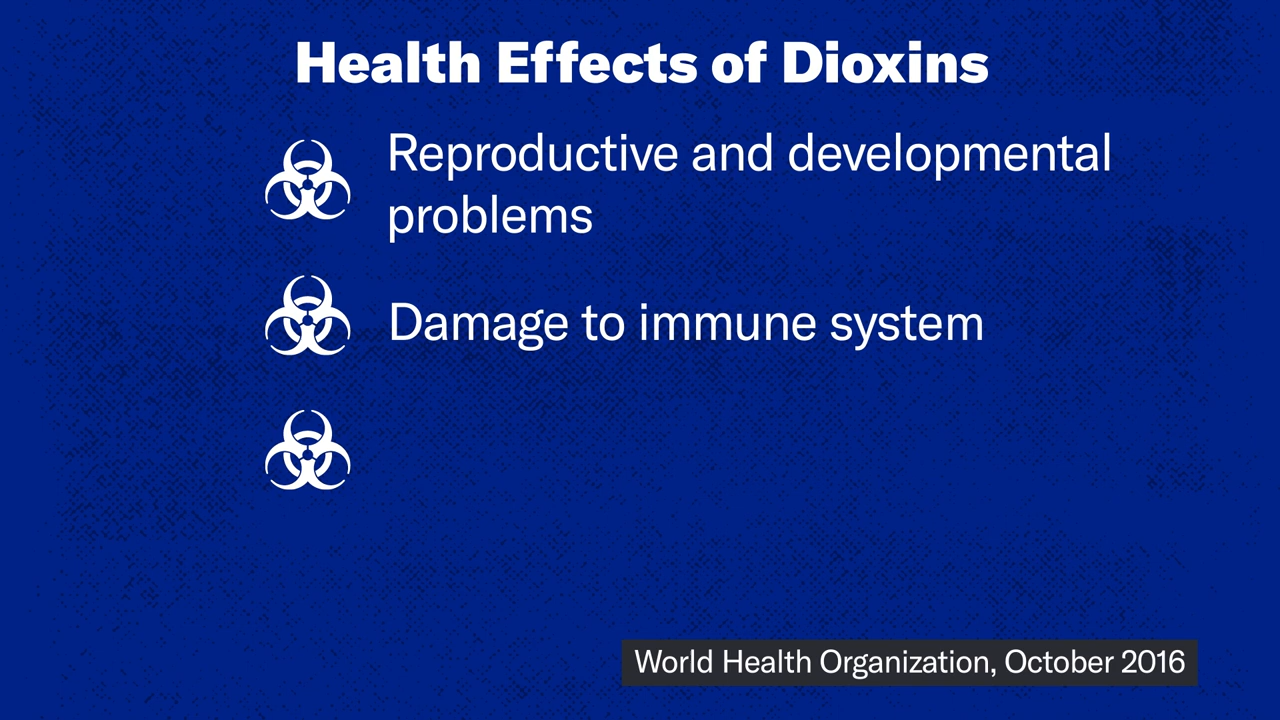 Health Effects of Dioxins
Reproductive and developmental
problems
Damage to immune system
World Health Organization, October 2016